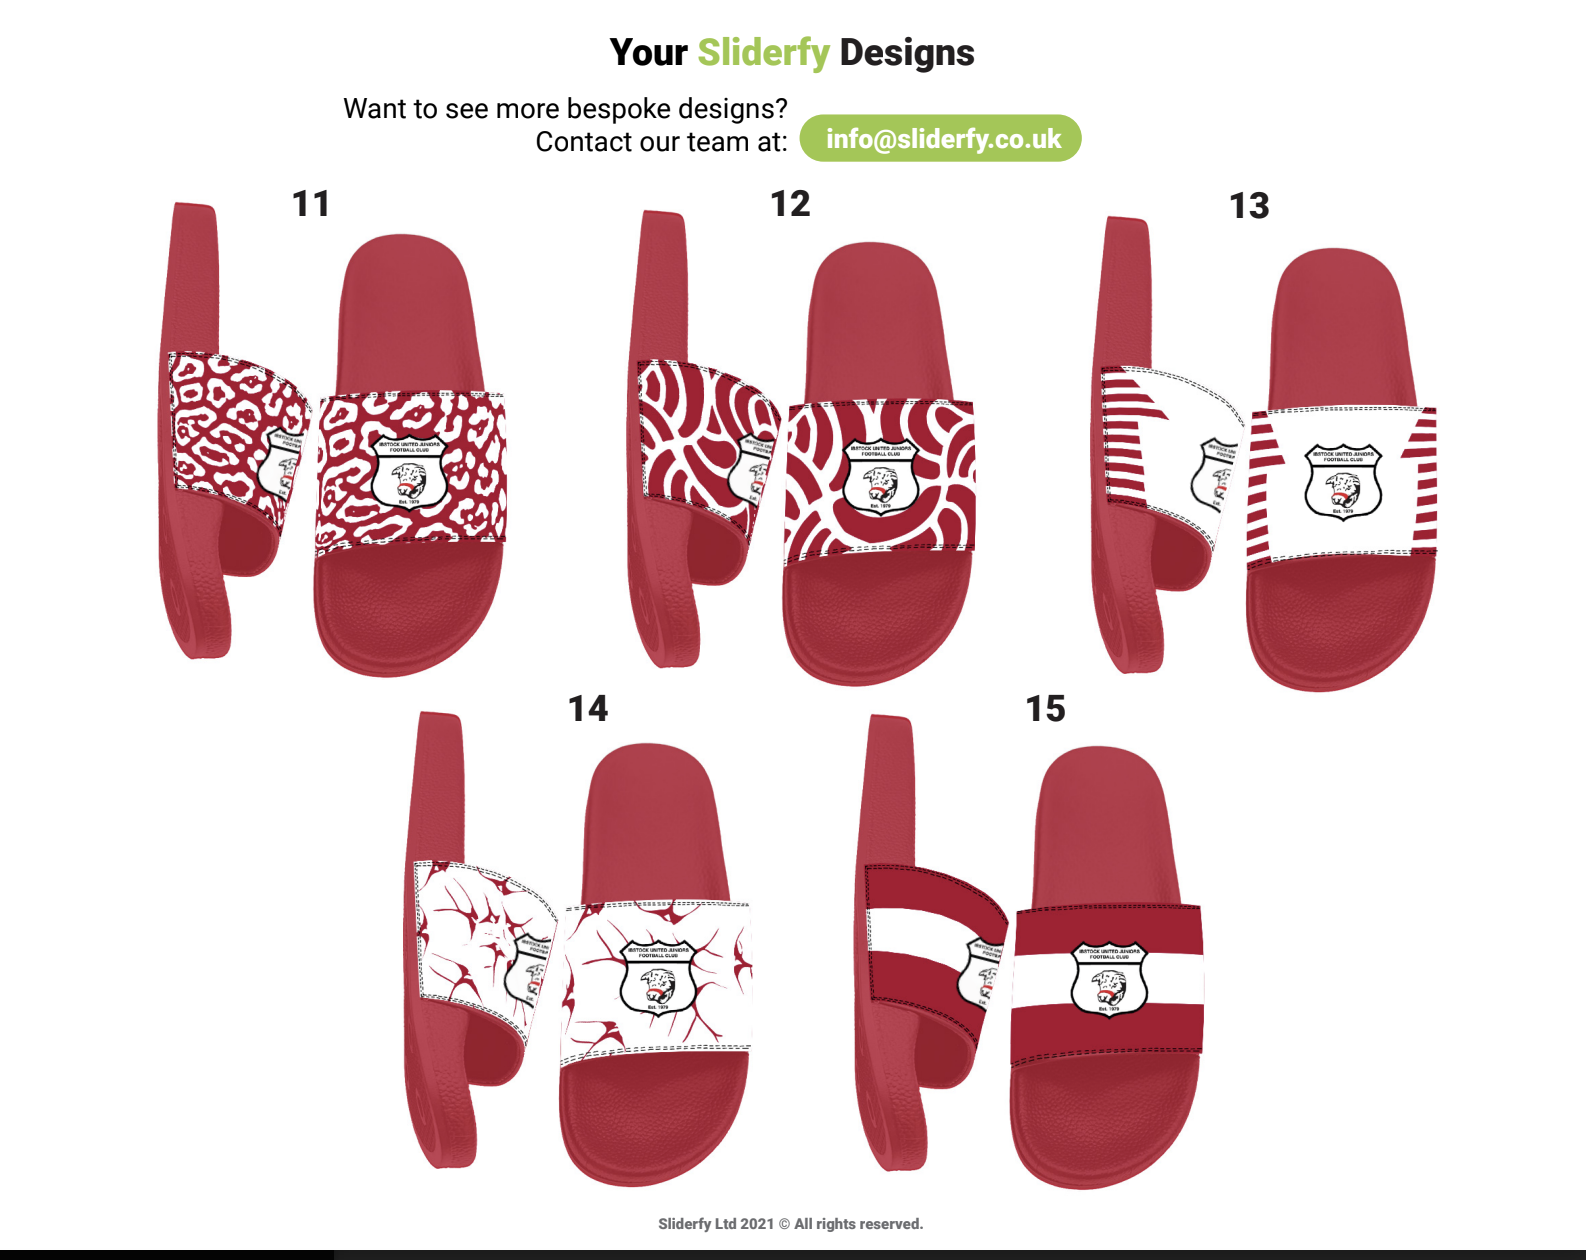 Your Sliderfy Designs
Want to see more bespoke designs?
Contact our team at:
info@sliderfy.co.uk
11
12
13
IBSTOCK UNITED JUNIORS
FOOTBALL CLUB
Est. 1979
IBSTOCK UNITED JUNIORS
FOOTBALL CLUB
Est. 1979
IBSTOCK UNITED JUNIORS
FOOTBALL CLUB
Est. 1979
14
15
IBSTOCK UNITED JUNIORS
FOOTBALL CLUB
Est. 1979
IBSTOCK UNITED JUNIORS
FOOTBALL CLUB
Est. 1979
Sliderfy Ltd 2021 © All rights reserved.